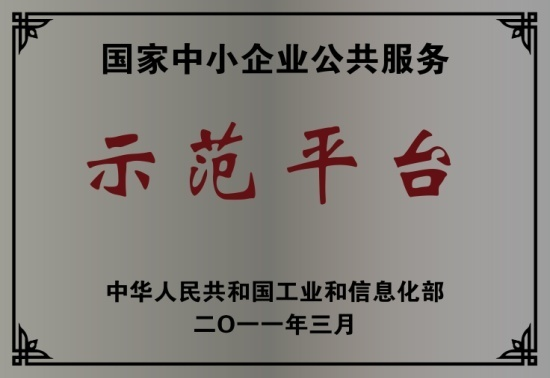 国家中小企业公共服务
示范平台
中华人民共和国工业和信息化部
二〇一一年三月